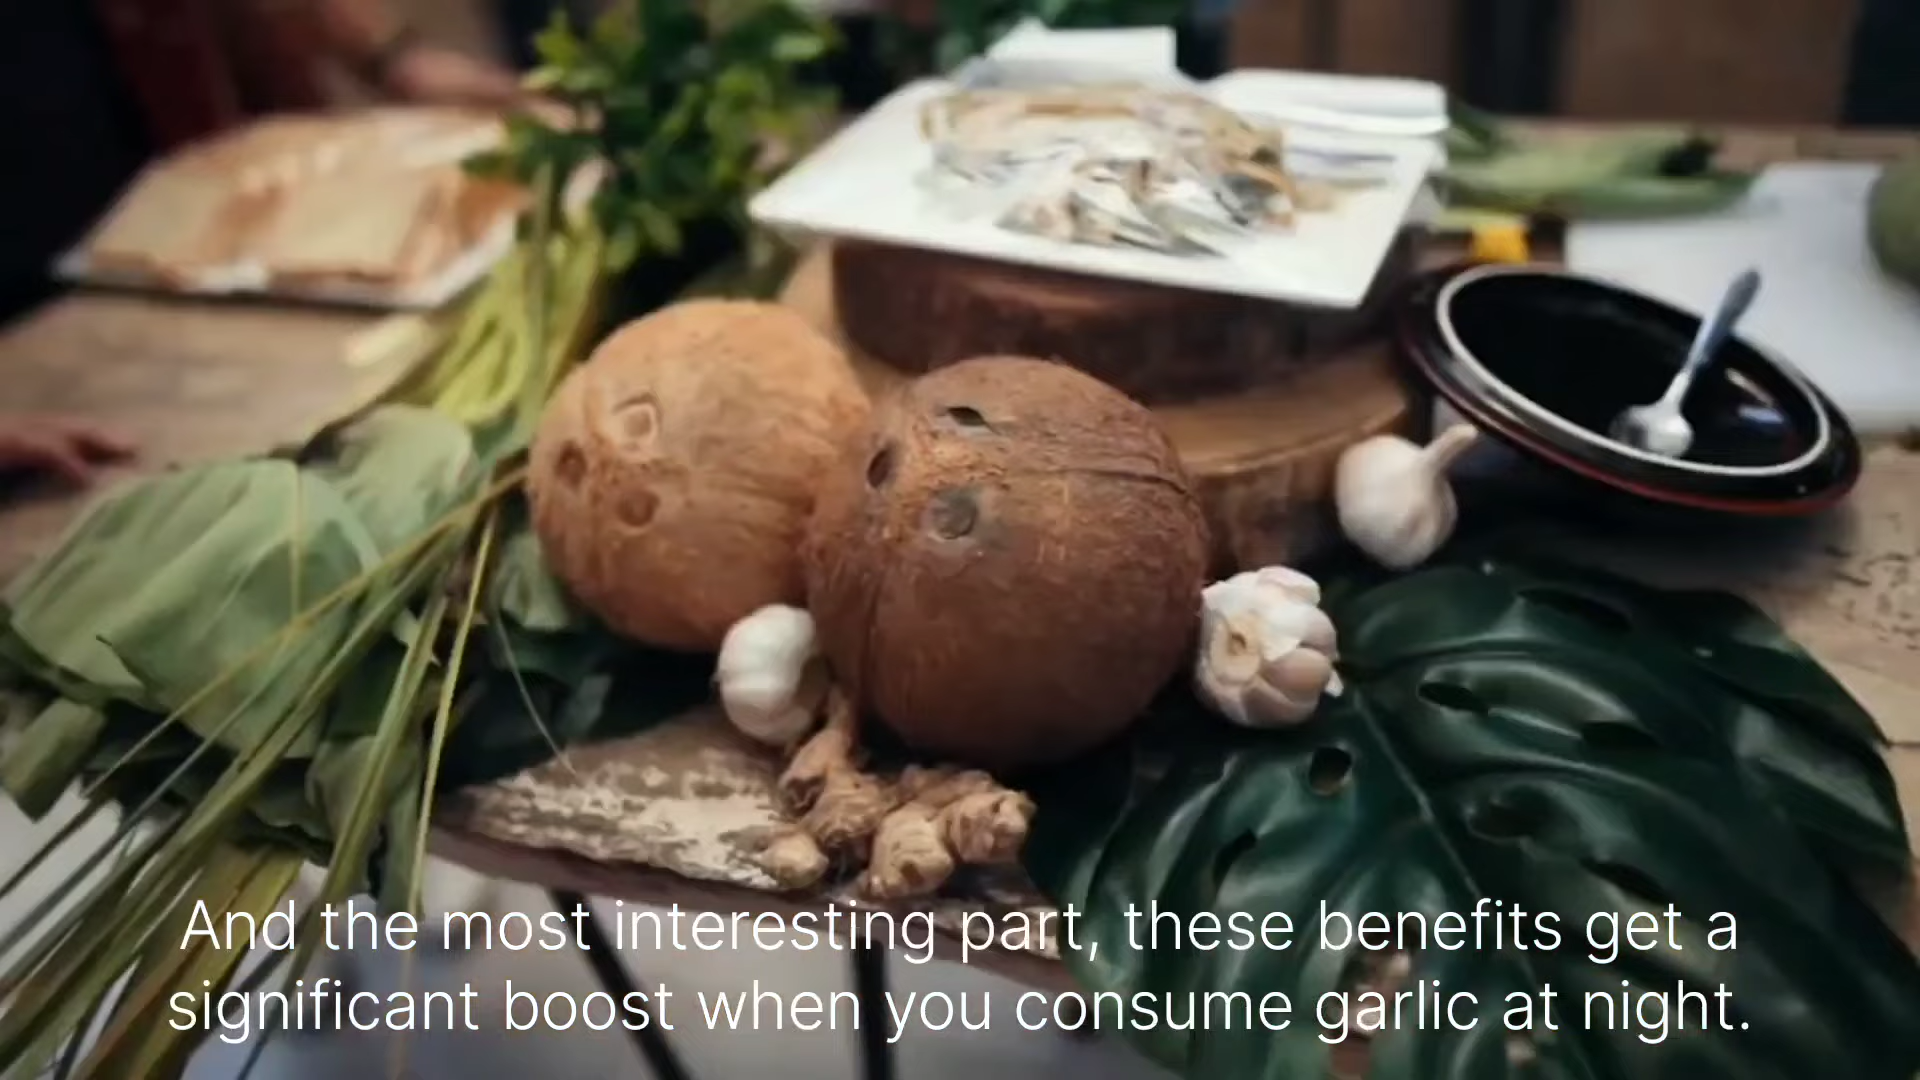 And the most interesting part, these benefits get a
significant boost when you consume garlic at night.